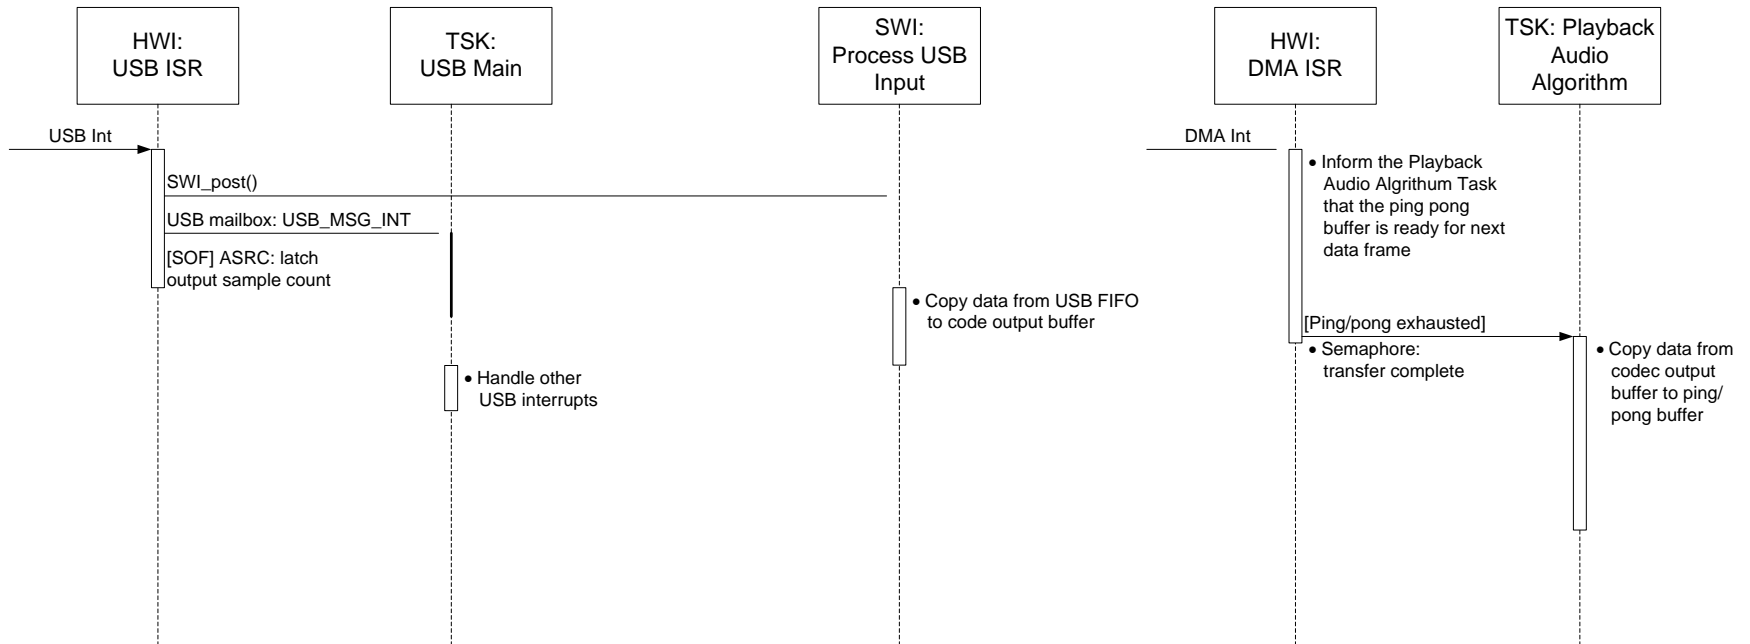 HWI:
USB ISR
TSK:
USB Main
SWI:
Process USB
Input
HWI:
DMA ISR
TSK: Playback
Audio
Algorithm
USB Int
SWI_post()
USB mailbox: USB_MSG_INT
[SOF] ASRC: latch
output sample count
• Handle other
USB interrupts
• Copy data from USB FIFO
to code output buffer
DMA Int
• Inform the Playback
Audio Algrithum Task
that the ping pong
buffer is ready for next
data frame
[Ping/pong exhausted]
• Semaphore:
transfer complete
• Copy data from
codec output
buffer to ping/
pong buffer